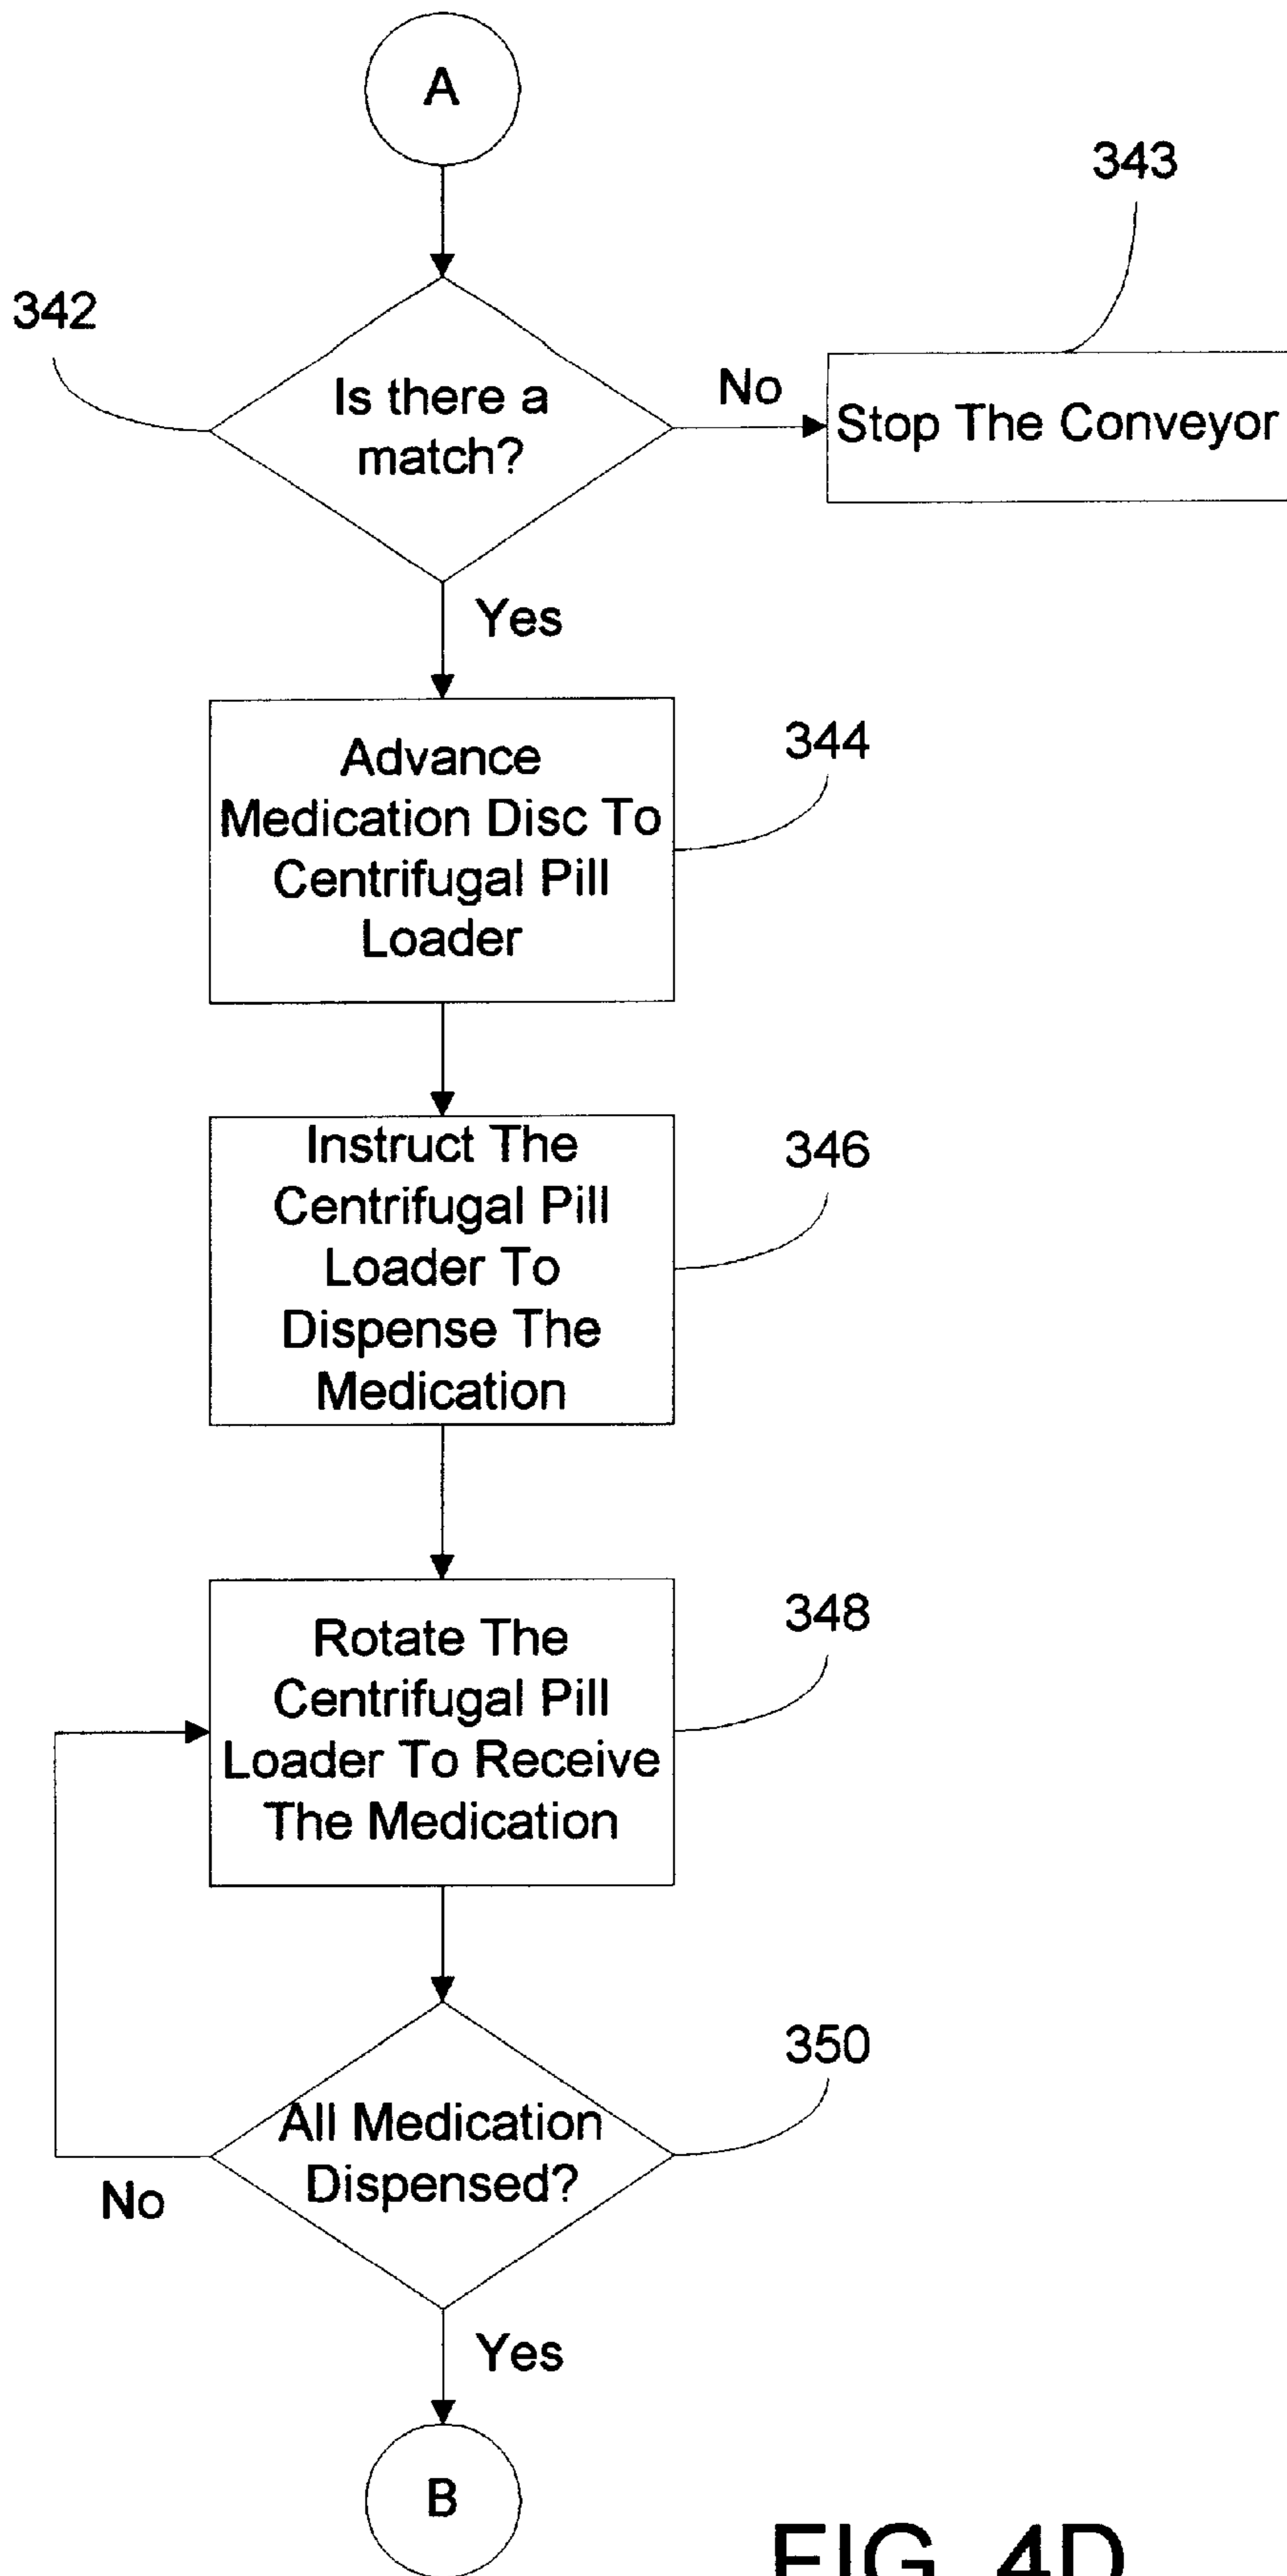 A
343
342
Is there a
match?
No
Stop The Conveyor
Yes
Advance
Medication Disc To
Centrifugal Pill
Loader
344
Instruct The
Centrifugal Pill
Loader To
Dispense The
Medication
346
Rotate The
Centrifugal Pill
Loader To Receive
The Medication
348
All Medication
Dispensed?
350
No
Yes
B
FIG. 4D